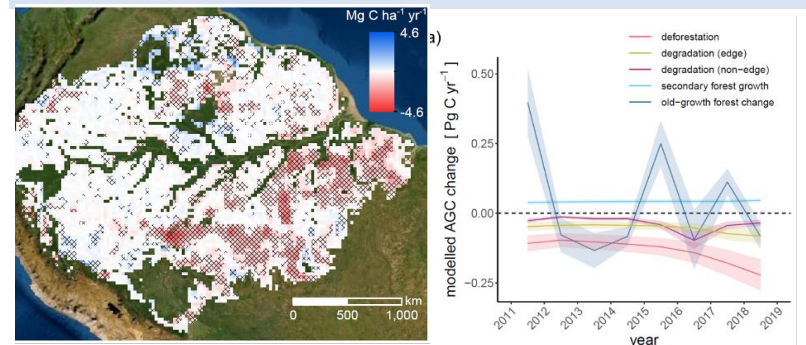 Mg C ha⁻¹ yr⁻¹
4.6
-4.6
km
0 500 1,000
a)
deforestation
degradation (edge)
degradation (non-edge)
secondary forest growth
old-growth forest change
modelled AGC change [ Pg C yr⁻¹ ]
0.50
0.25
0.00
-0.25
2011 2012 2013 2014 2015 2016 2017 2018 2019
year